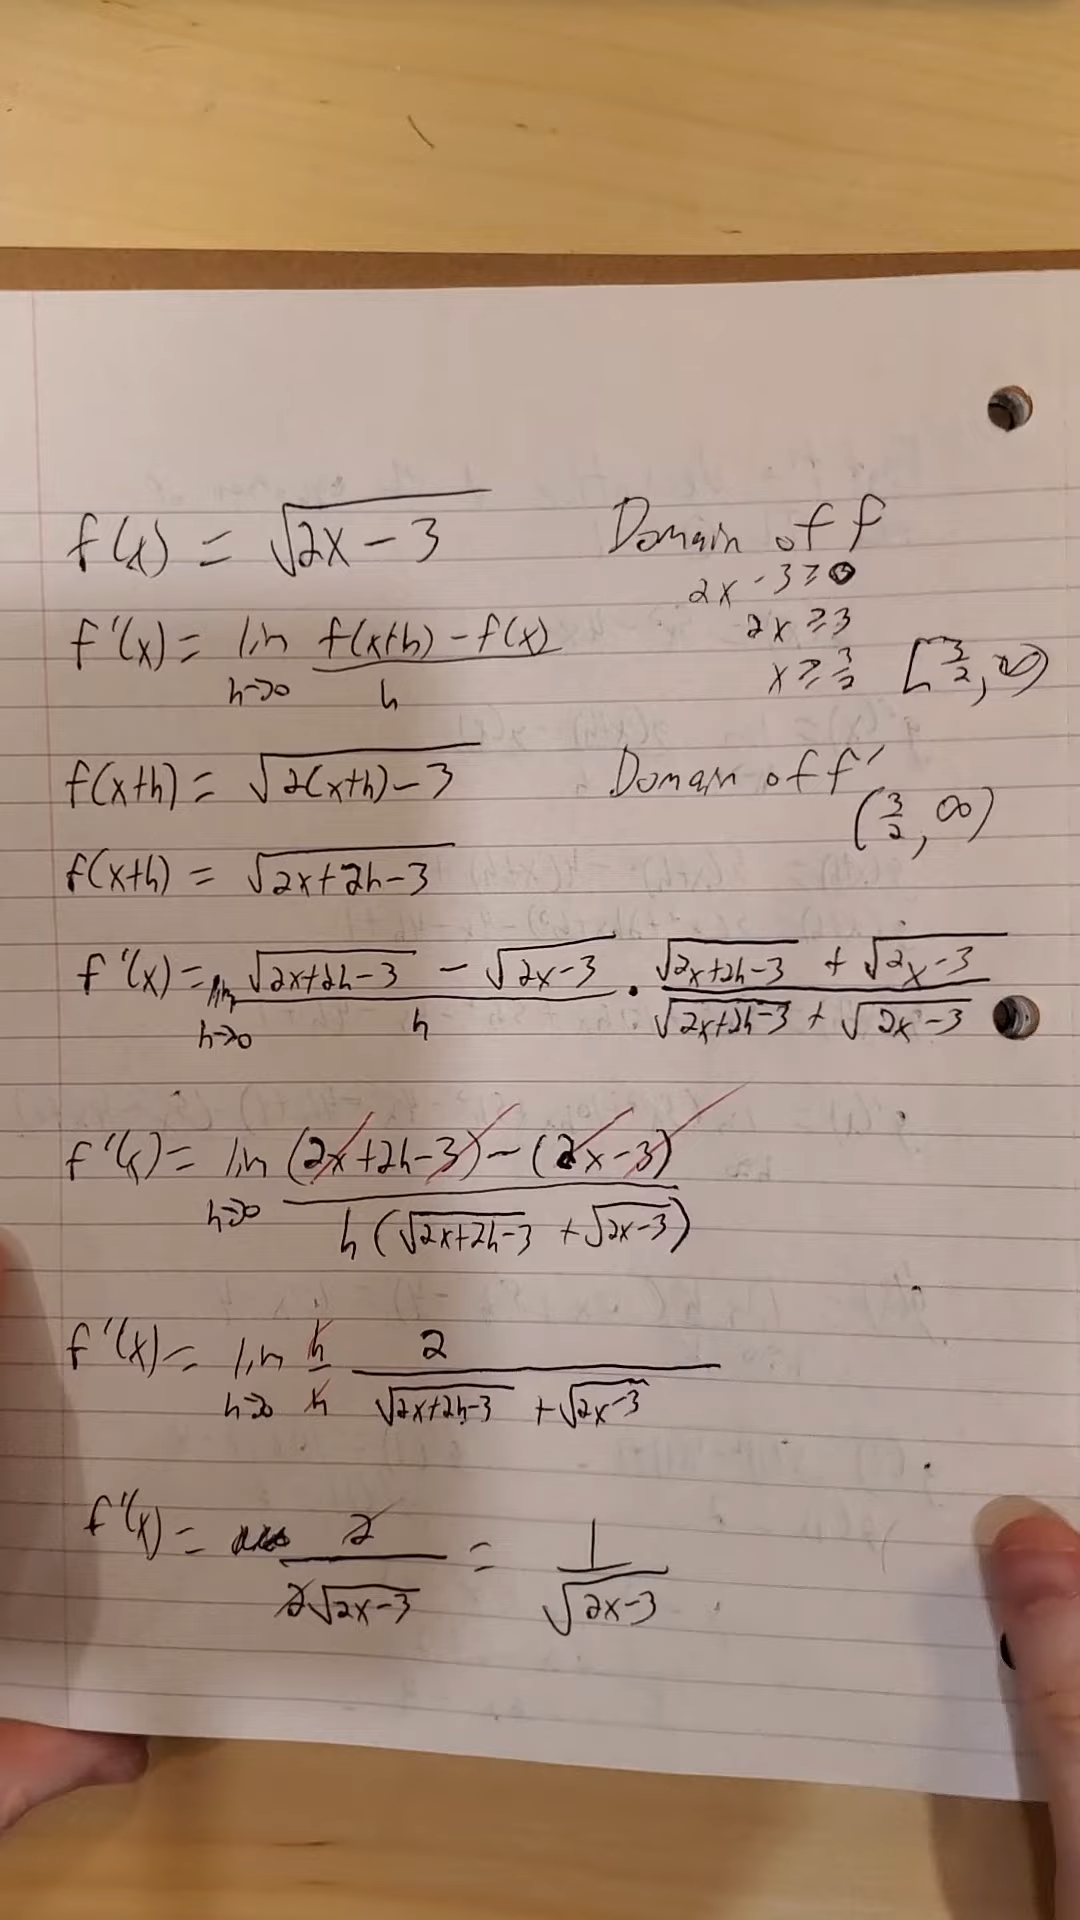 f(x) = √(2x - 3)
f'(x) = lim h→0 (f(x+h) - f(x))/h
f(x+h) = √(2(x+h) - 3)
f(x+h) = √(2x+2h-3)
f'(x) = lim h→0 (√(2x+2h-3) - √(2x-3))/h · (√(2x+2h-3) + √(2x-3))/(√(2x+2h-3) + √(2x-3))
f'(x) = lim h→0 ((2x+2h-3) - (2x-3))/(h(√(2x+2h-3) + √(2x-3)))
f'(x) = lim h→0 h/h 2/(√(2x+2h-3) + √(2x-3))
f'(x) = 2/(2√(2x-3)) = 1/√(2x-3)
Domain of f
2x - 3 ≥ 0
2x ≥ 3
x ≥ 3/2 [3/2, ∞)
Domain of f'
(3/2, ∞)